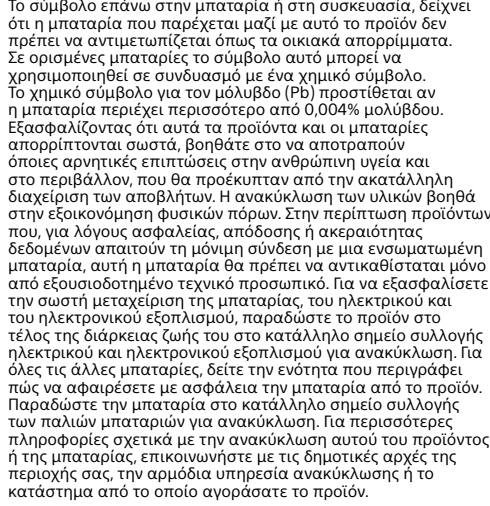 Το σύμβολο επάνω στην μπαταρία ή στη συσκευασία, δείχνει
ότι η μπαταρία που παρέχεται μαζί με αυτό το προϊόν δεν
πρέπει να αντιμετωπίζεται όπως τα οικιακά απορρίμματα.
Σε ορισμένες μπαταρίες το σύμβολο αυτό μπορεί να
χρησιμοποιηθεί σε συνδυασμό με ένα χημικό σύμβολο.
Το χημικό σύμβολο για τον μόλυβδο (Pb) προστίθεται αν
η μπαταρία περιέχει περισσότερο από 0,004% μολύβδου.
Εξασφαλίζοντας ότι αυτά τα προϊόντα και οι μπαταρίες
απορρίπτονται σωστά, βοηθάτε στο να αποτραπούν
όποιες αρνητικές επιπτώσεις στην ανθρώπινη υγεία και
στο περιβάλλον, που θα προέκυπταν από την ακατάλληλη
διαχείριση των αποβλήτων. Η ανακύκλωση των υλικών βοηθά
στην εξοικονόμηση φυσικών πόρων. Στην περίπτωση προϊόντων
που, για λόγους ασφαλείας, απόδοσης ή ακεραιότητας
δεδομένων απαιτούν τη μόνιμη σύνδεση με μια ενσωματωμένη
μπαταρία, αυτή η μπαταρία θα πρέπει να αντικαθίσταται μόνο
από εξουσιοδοτημένο τεχνικό προσωπικό. Για να εξασφαλίσετε
την σωστή μεταχείριση της μπαταρίας, του ηλεκτρικού και
του ηλεκτρονικού εξοπλισμού, παραδώστε το προϊόν στο
τέλος της διάρκειας ζωής του στο κατάλληλο σημείο συλλογής
ηλεκτρικού και ηλεκτρονικού εξοπλισμού για ανακύκλωση. Για
όλες τις άλλες μπαταρίες, δείτε την ενότητα που περιγράφει
πώς να αφαιρέσετε με ασφάλεια την μπαταρία από το προϊόν.
Παραδώστε την μπαταρία στο κατάλληλο σημείο συλλογής
των παλιών μπαταριών για ανακύκλωση. Για περισσότερες
πληροφορίες σχετικά με την ανακύκλωση αυτού του προϊόντος
ή της μπαταρίας, επικοινωνήστε με τις δημοτικές αρχές της
περιοχής σας, την αρμόδια υπηρεσία ανακύκλωσης ή το
κατάστημα από το οποίο αγοράσατε το προϊόν.